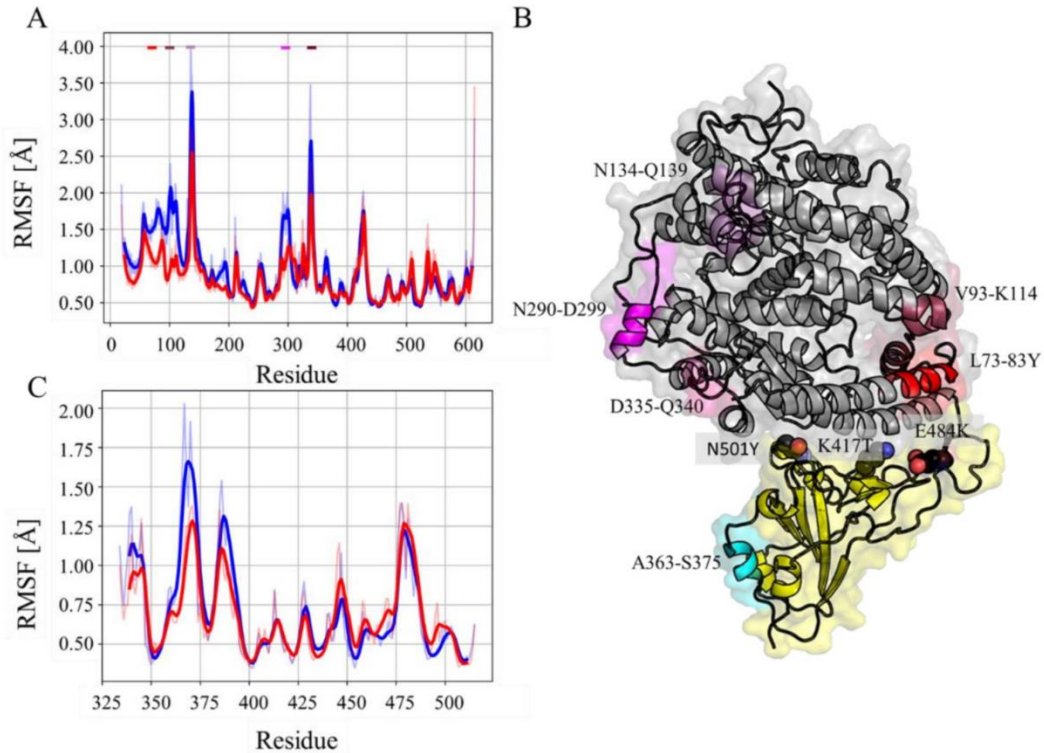 A
RMSF [Å]
4.00
3.50
3.00
2.50
2.00
1.50
1.00
0.50
0 100 200 300 400 500 600
Residue
B
N134-Q139
N290-D299
V93-K114
L73-83Y
D335-Q340
N501Y K417T E484K
A363-S375
C
RMSF [Å]
2.00
1.75
1.50
1.25
1.00
0.75
0.50
325 350 375 400 425 450 475 500
Residue